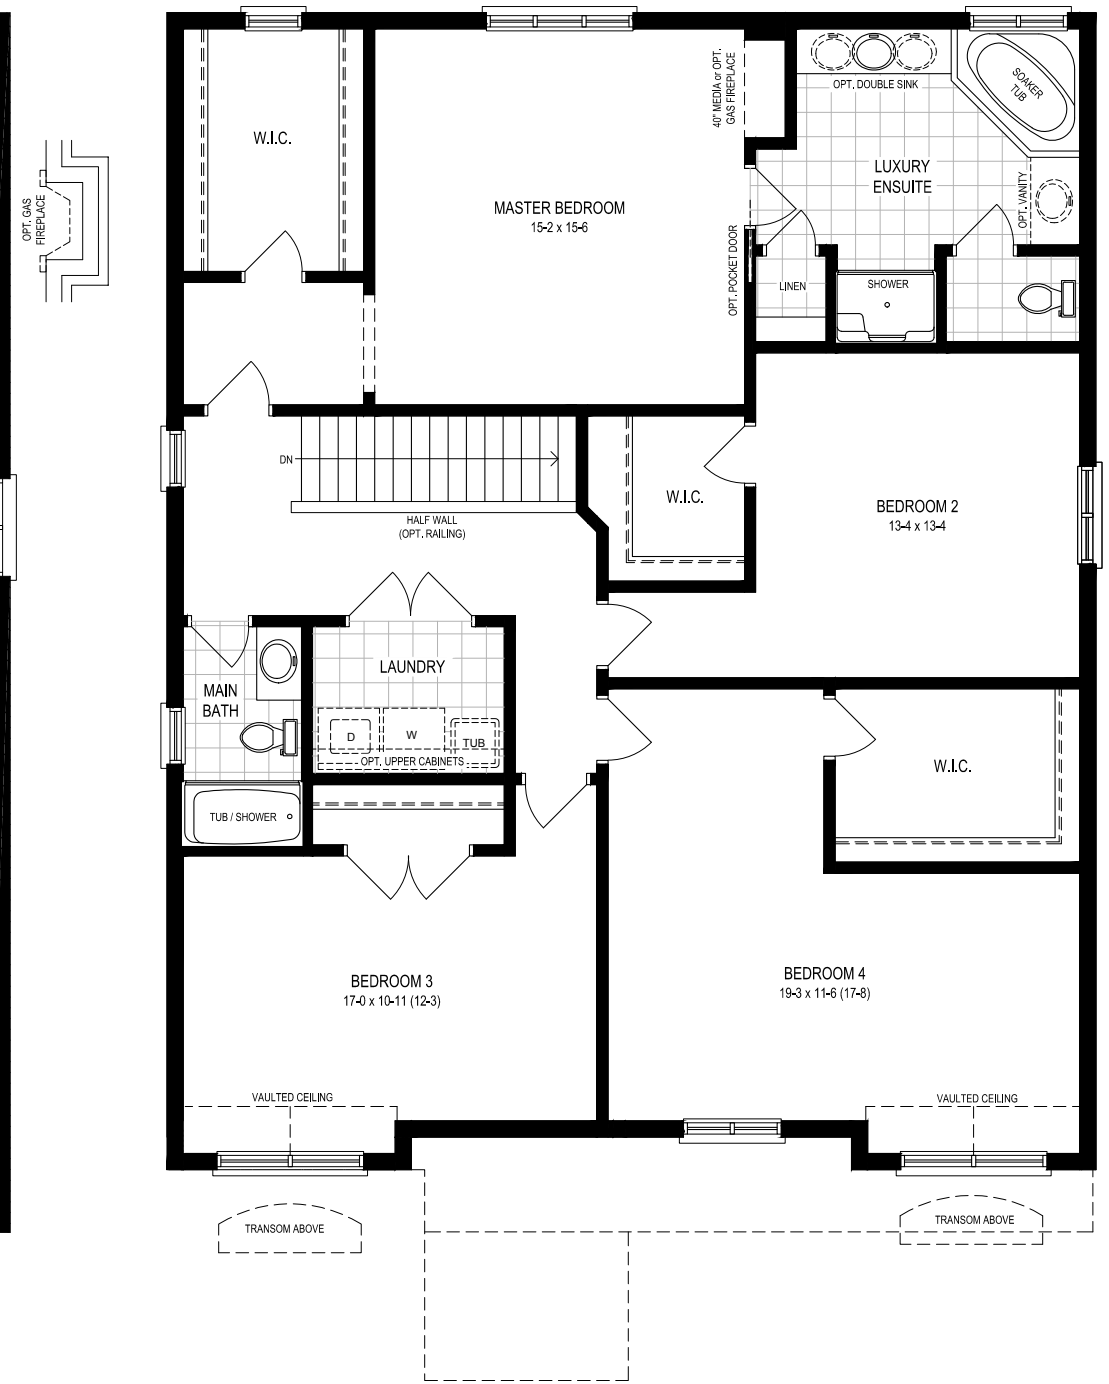 W.I.C.
40" MEDIA or OPT.
GAS FIREPLACE
OPT. DOUBLE SINK
SOAKER
TUB
OPT. GAS
FIREPLACE
MASTER BEDROOM
15-2 x 15-6
LUXURY
ENSUITE
OPT. VANITY
OPT. POCKET DOOR
LINEN
SHOWER
DN
HALF WALL
(OPT. RAILING)
W.I.C.
BEDROOM 2
13-4 x 13-4
MAIN
BATH
LAUNDRY
D
W
TUB
OPT. UPPER CABINETS
W.I.C.
TUB / SHOWER
BEDROOM 3
17-0 x 10-11 (12-3)
BEDROOM 4
19-3 x 11-6 (17-8)
VAULTED CEILING
VAULTED CEILING
TRANSOM ABOVE
TRANSOM ABOVE